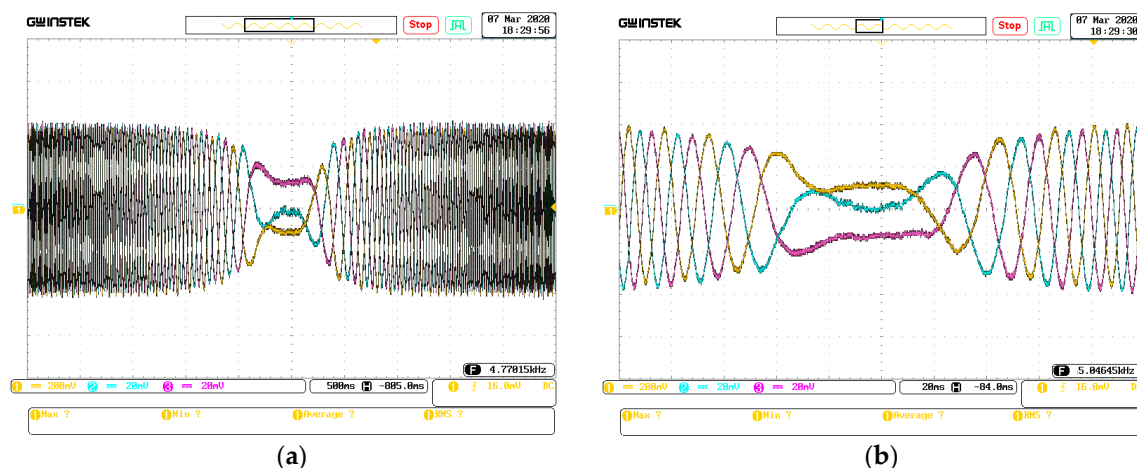 GWINSTEK
Stop
07 Mar 2020
18:29:56
1
F 4.77015kHz
1 200mV 2 20mV 3 20mV
500ms H -805.0ms
1 16.0mV DC
1 Max ?
1 Min ?
1 Average ?
1 RMS ?
(a)
GWINSTEK
Stop
07 Mar 2020
18:29:30
1
F 5.04645kHz
1 200mV 2 20mV 3 20mV
20ms H -84.0ms
1 16.0mV DC
1 Max ?
1 Min ?
1 Average ?
1 RMS ?
(b)